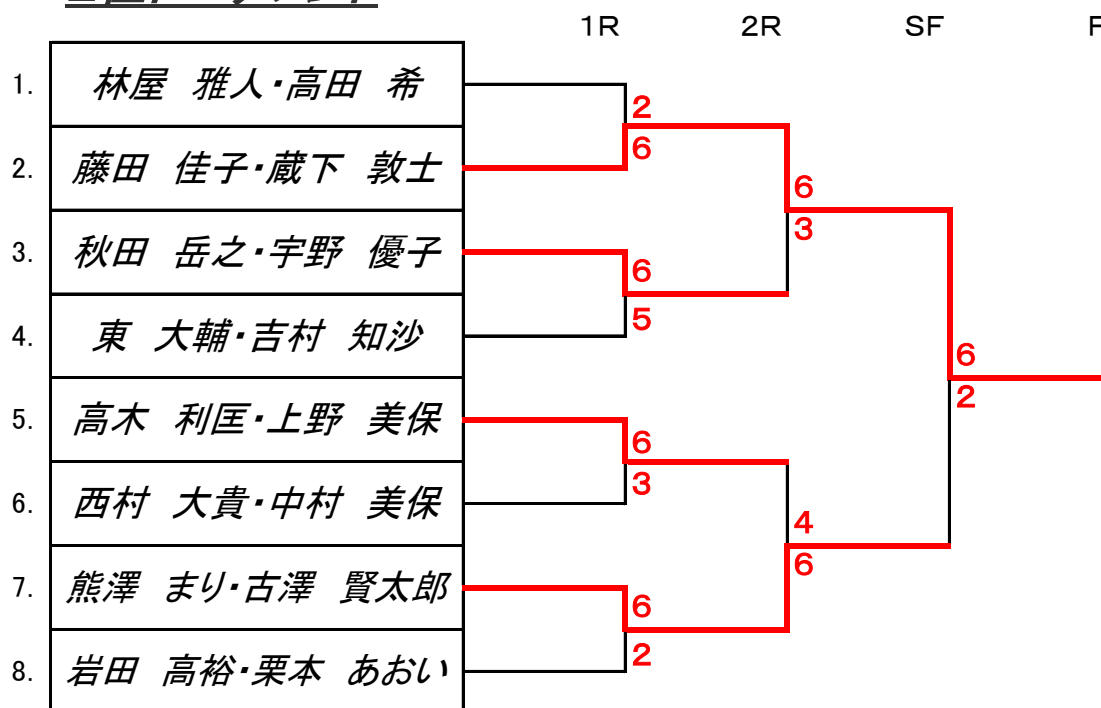 1R 2R SF
1. 林屋 雅人・高田 希
2
2. 藤田 佳子・蔵下 敦士
6
6
3
3. 秋田 岳之・宇野 優子
6
5
4. 東 大輔・吉村 知沙
6
2
5. 高木 利匡・上野 美保
6
3
6. 西村 大貴・中村 美保
4
6
7. 熊澤 まり・古澤 賢太郎
6
2
8. 岩田 高裕・栗本 あおい